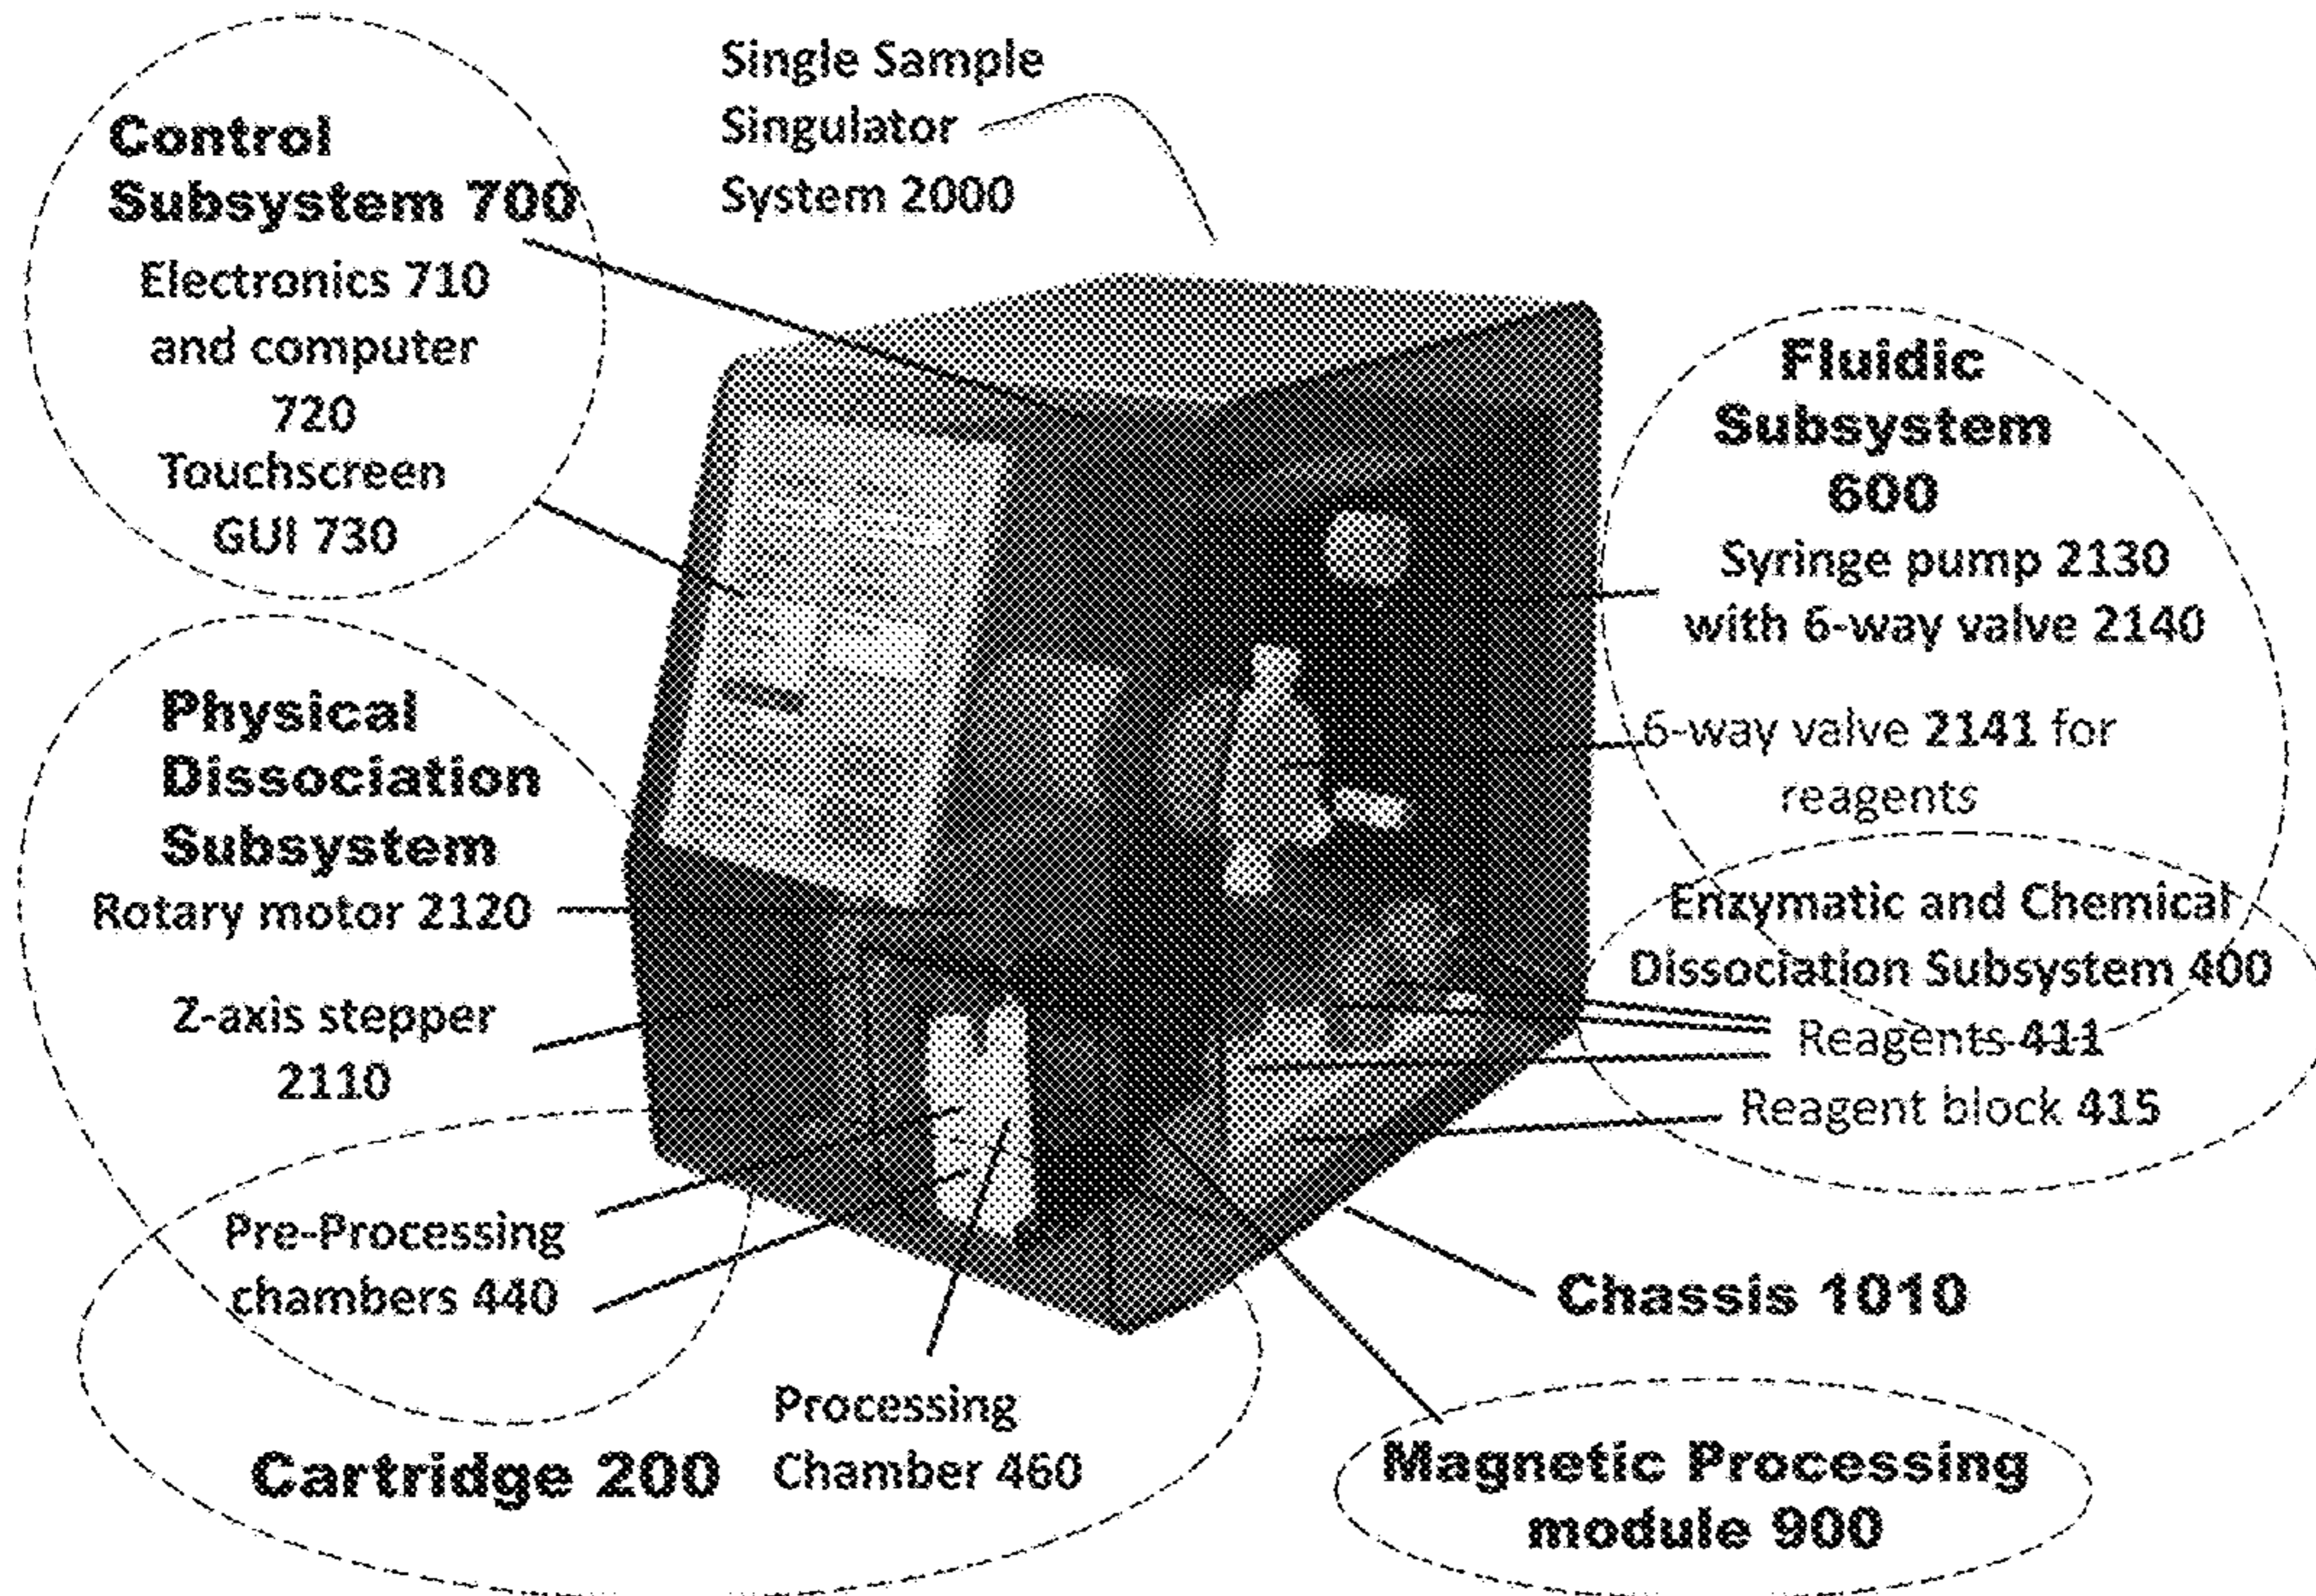 Single Sample
Singulator
System 2000
Control
Subsystem 700
Electronics 710
and computer
720
Touchscreen
GUI 730
Fluidic
Subsystem
600
Syringe pump 2130
with 6-way valve 2140
6-way valve 2141 for
reagents
Physical
Dissociation
Subsystem
Rotary motor 2120
Z-axis stepper
2110
Enzymatic and Chemical
Dissociation Subsystem 400
Reagents 411
Reagent block 415
Pre-Processing
chambers 440
Cartridge 200
Processing
Chamber 460
Chassis 1010
Magnetic Processing
module 900